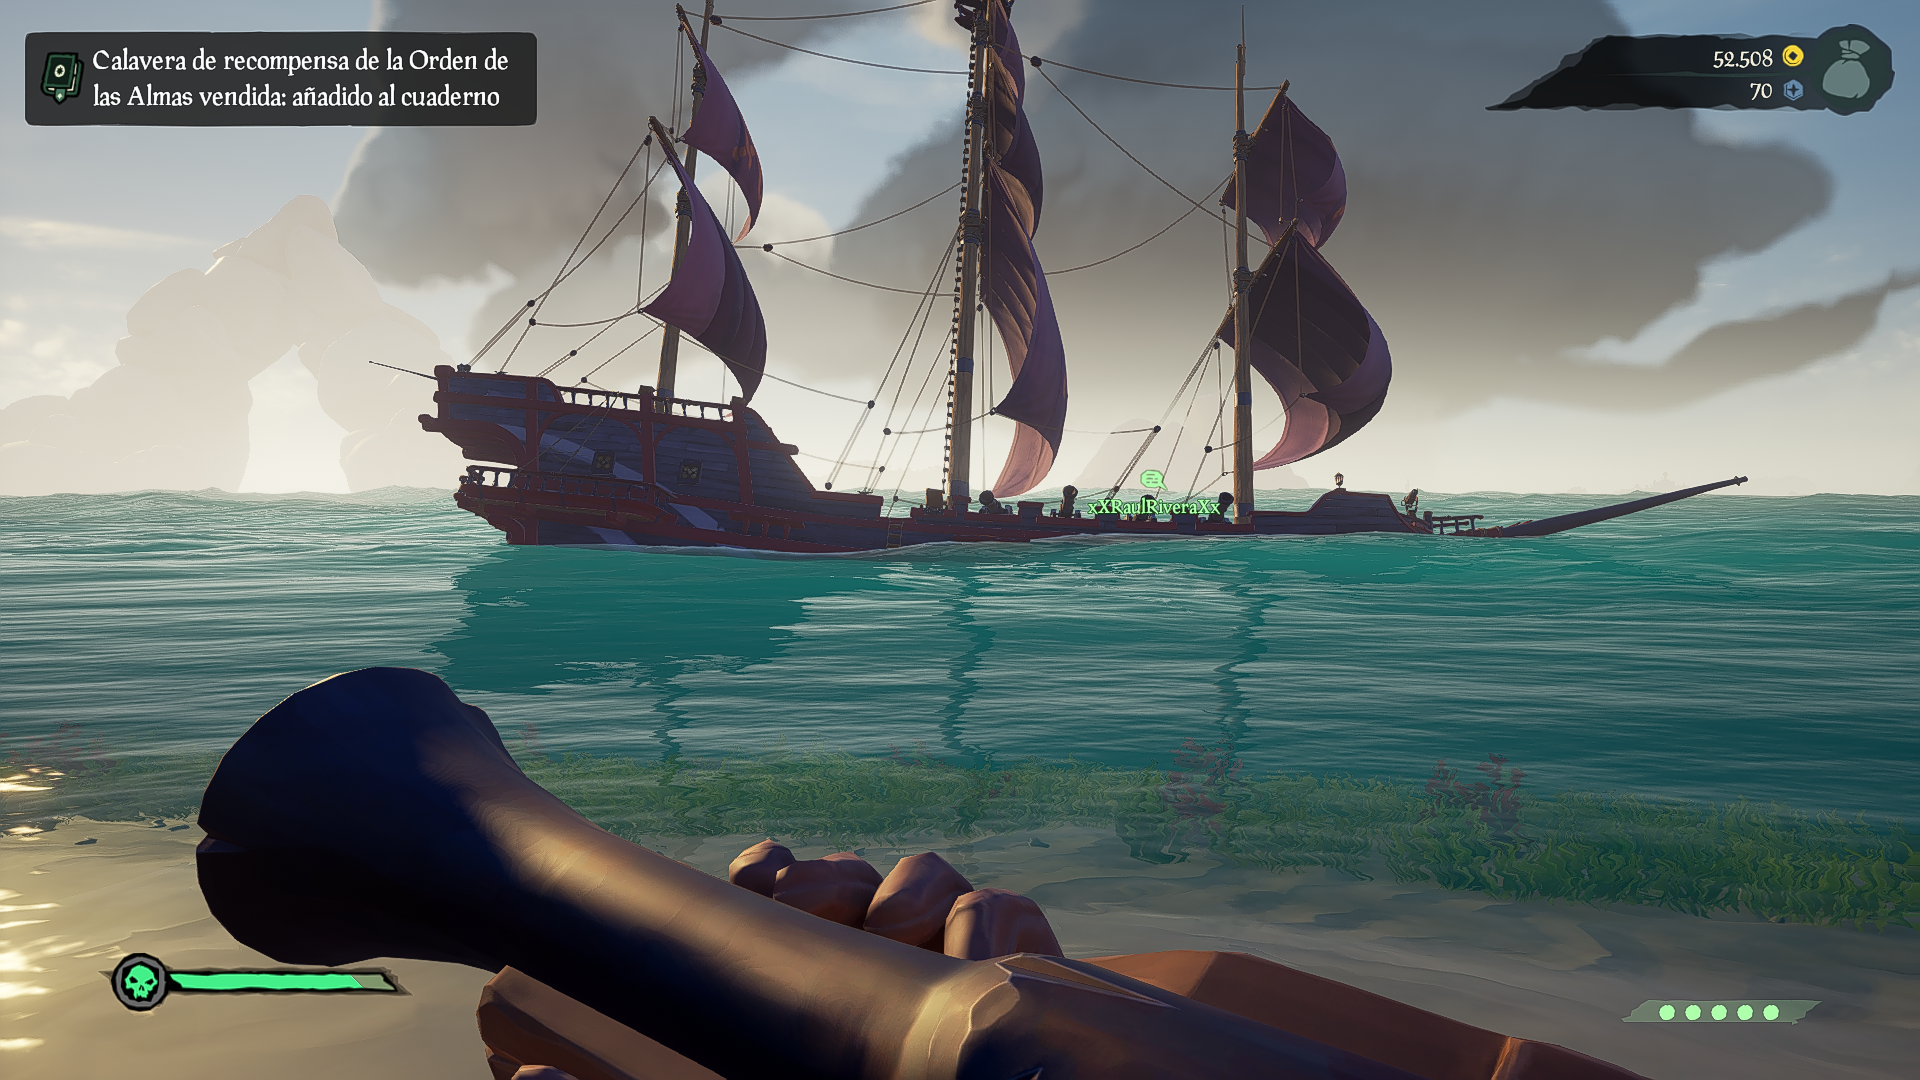 Calavera de recompensa de la Orden de
las Almas vendida: añadido al cuaderno
52.508
70
xXRaulRiveraXx